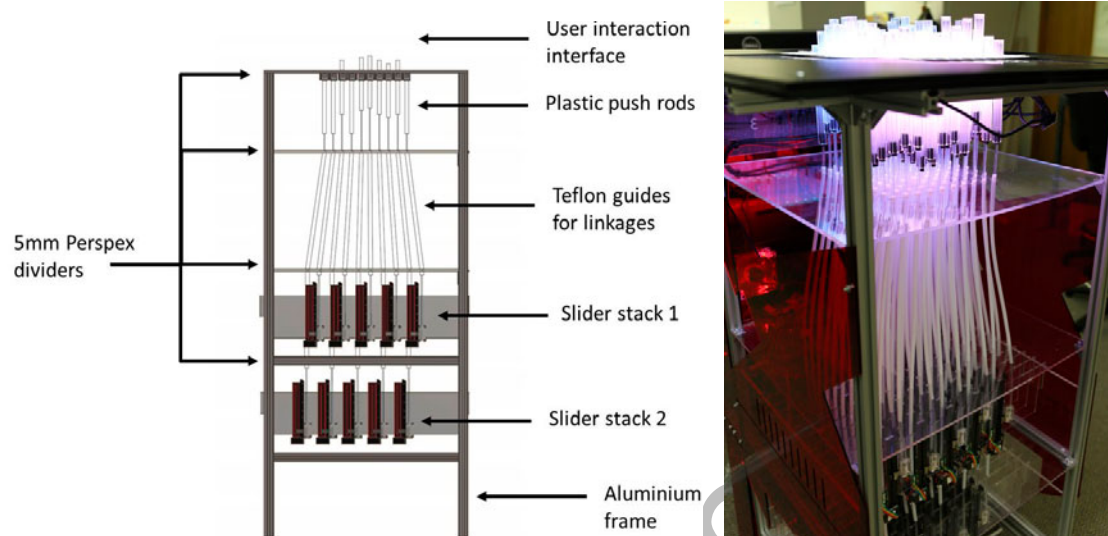 User interaction
interface
Plastic push rods
Teflon guides
for linkages
5mm Perspex
dividers
Slider stack 1
Slider stack 2
Aluminium
frame